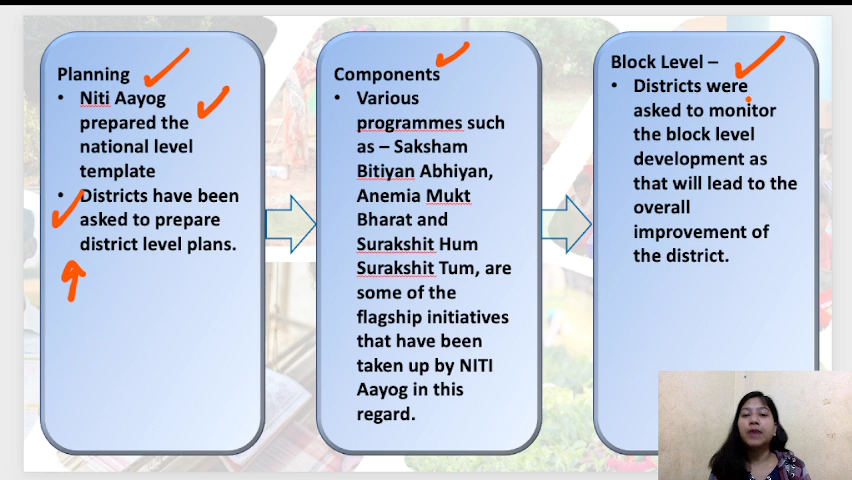 Planning
• Niti Aayog
prepared the
national level
template
• Districts have been
asked to prepare
district level plans.
Components
• Various
programmes such
as – Saksham
Bitiyan Abhiyan,
Anemia Mukt
Bharat and
Surakshit Hum
Surakshit Tum, are
some of the
flagship initiatives
that have been
taken up by NITI
Aayog in this
regard.
Block Level –
• Districts were
asked to monitor
the block level
development as
that will lead to the
overall
improvement of
the district.